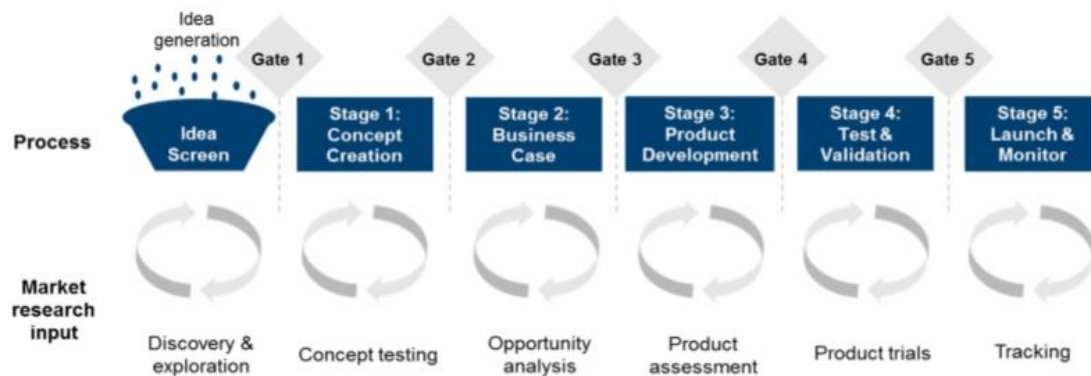 Idea
generation
Gate 1
Gate 2
Gate 3
Gate 4
Gate 5
Process
Idea
Screen
Stage 1:
Concept
Creation
Stage 2:
Business
Case
Stage 3:
Product
Development
Stage 4:
Test &
Validation
Stage 5:
Launch &
Monitor
Market
research
input
Discovery &
exploration
Concept testing
Opportunity
analysis
Product
assessment
Product trials
Tracking